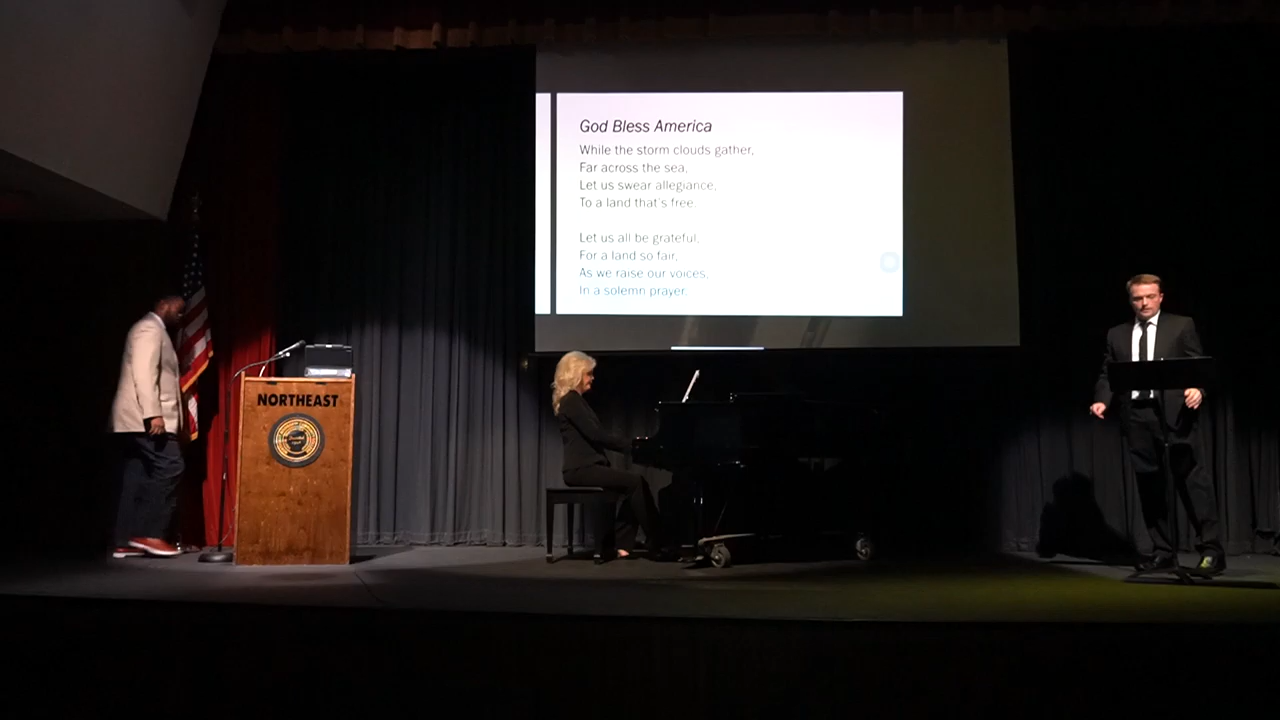 God Bless America
While the storm clouds gather,
Far across the sea,
Let us swear allegiance,
To a land that's free.
Let us all be grateful,
For a land so fair,
As we raise our voices,
In a solemn prayer.
NORTHEAST